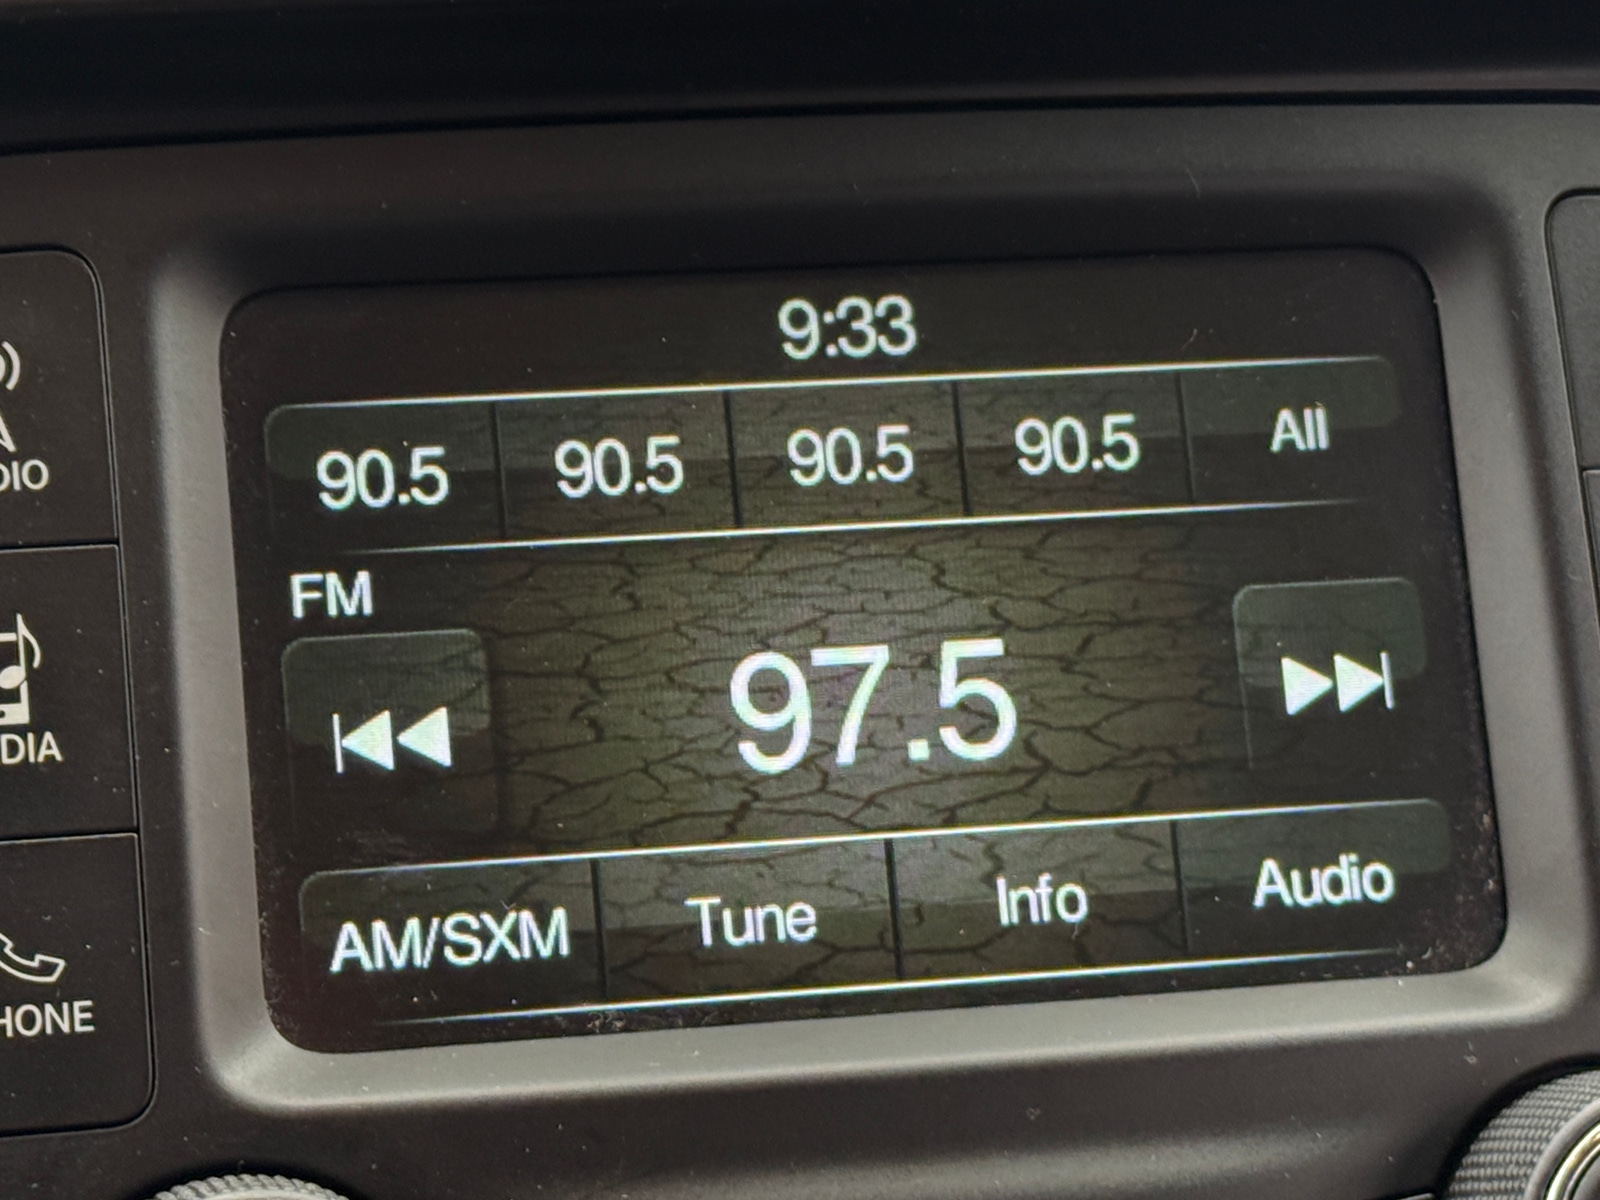 9:33
90.5 90.5 90.5 90.5 All
FM
97.5
AM/SXM Tune Info Audio
DIO
DIA
HONE